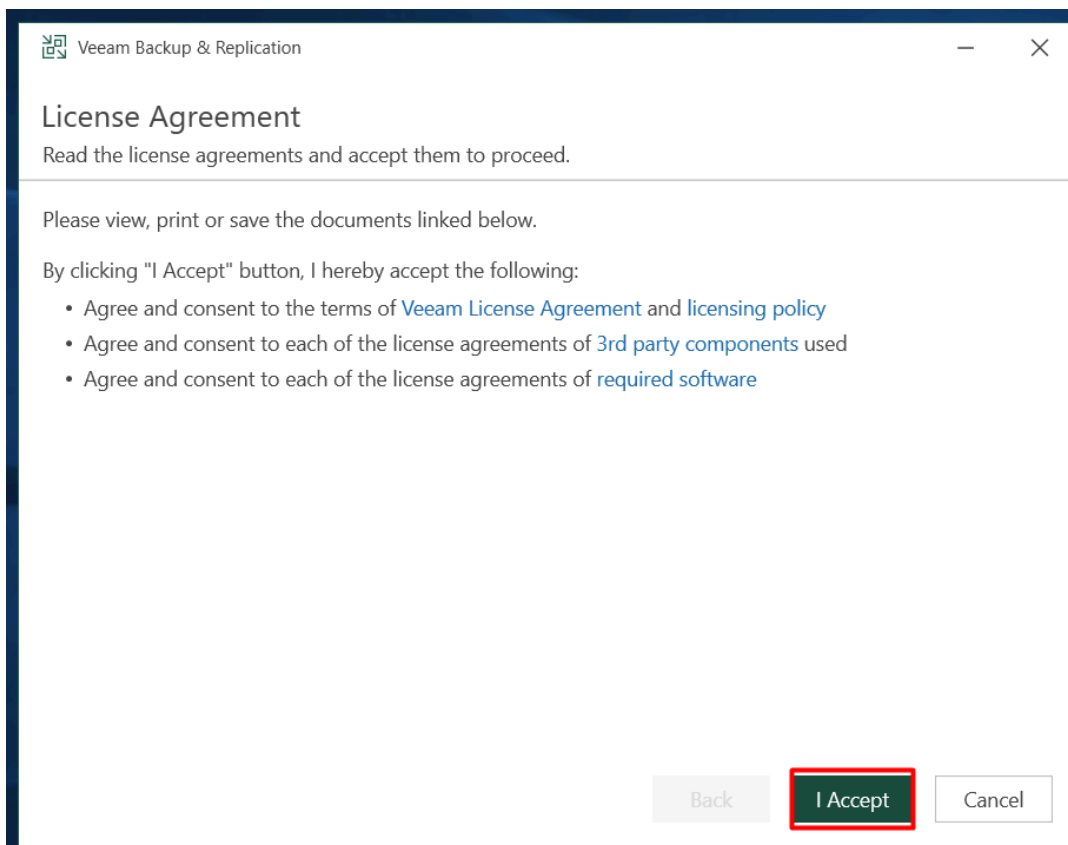 Veeam Backup & Replication
License Agreement
Read the license agreements and accept them to proceed.
Please view, print or save the documents linked below.
By clicking "I Accept" button, I hereby accept the following:
• Agree and consent to the terms of Veeam License Agreement and licensing policy
• Agree and consent to each of the license agreements of 3rd party components used
• Agree and consent to each of the license agreements of required software
Back I Accept Cancel